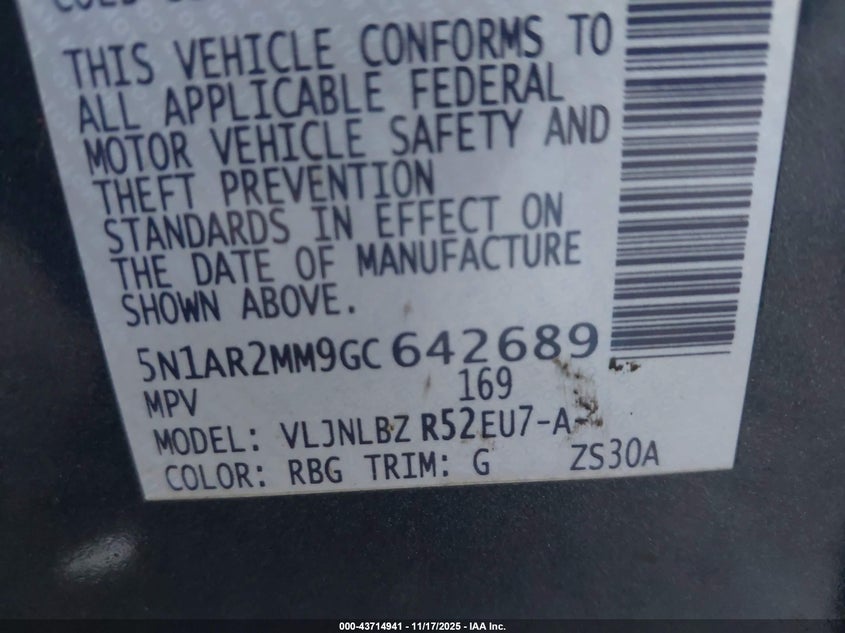 THIS VEHICLE CONFORMS TO
ALL APPLICABLE FEDERAL
MOTOR VEHICLE SAFETY AND
THEFT PREVENTION
STANDARDS IN EFFECT ON
THE DATE OF MANUFACTURE
SHOWN ABOVE.
5N1AR2MM9GC642689
MPV 169
MODEL: VLJNLBZ R52EU7-A-
COLOR: RBG TRIM: G ZS30A
000-43714941 - 11/17/2025 - IAA Inc.